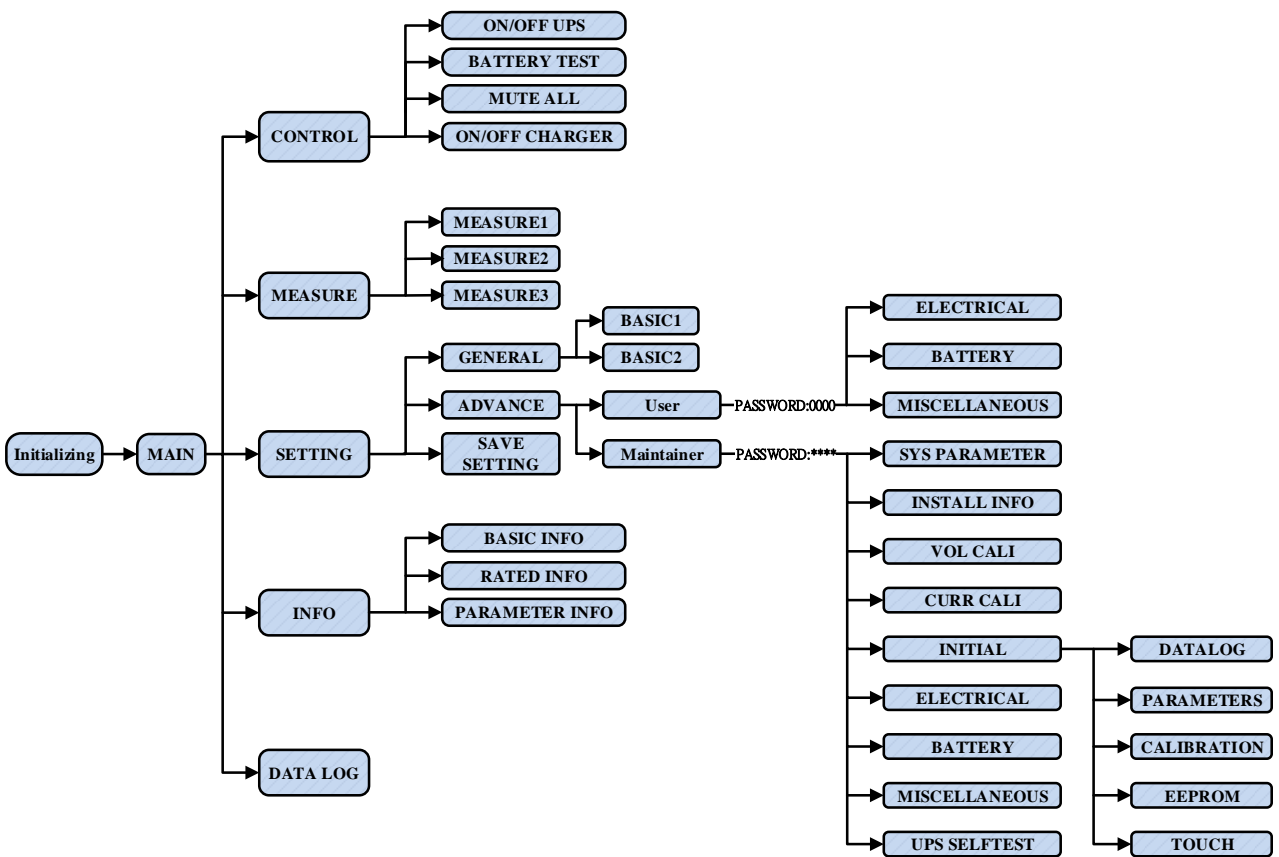 Initializing
MAIN
CONTROL
ON/OFF UPS
BATTERY TEST
MUTE ALL
ON/OFF CHARGER
MEASURE
MEASURE1
MEASURE2
MEASURE3
SETTING
GENERAL
BASIC1
BASIC2
ADVANCE
User
PASSWORD:0000
ELECTRICAL
BATTERY
MISCELLANEOUS
Maintainer
PASSWORD:****
SYS PARAMETER
INSTALL INFO
VOL CALI
CURR CALI
INITIAL
DATALOG
PARAMETERS
CALIBRATION
EEPROM
TOUCH
ELECTRICAL
BATTERY
MISCELLANEOUS
UPS SELFTEST
SAVE
SETTING
INFO
BASIC INFO
RATED INFO
PARAMETER INFO
DATA LOG